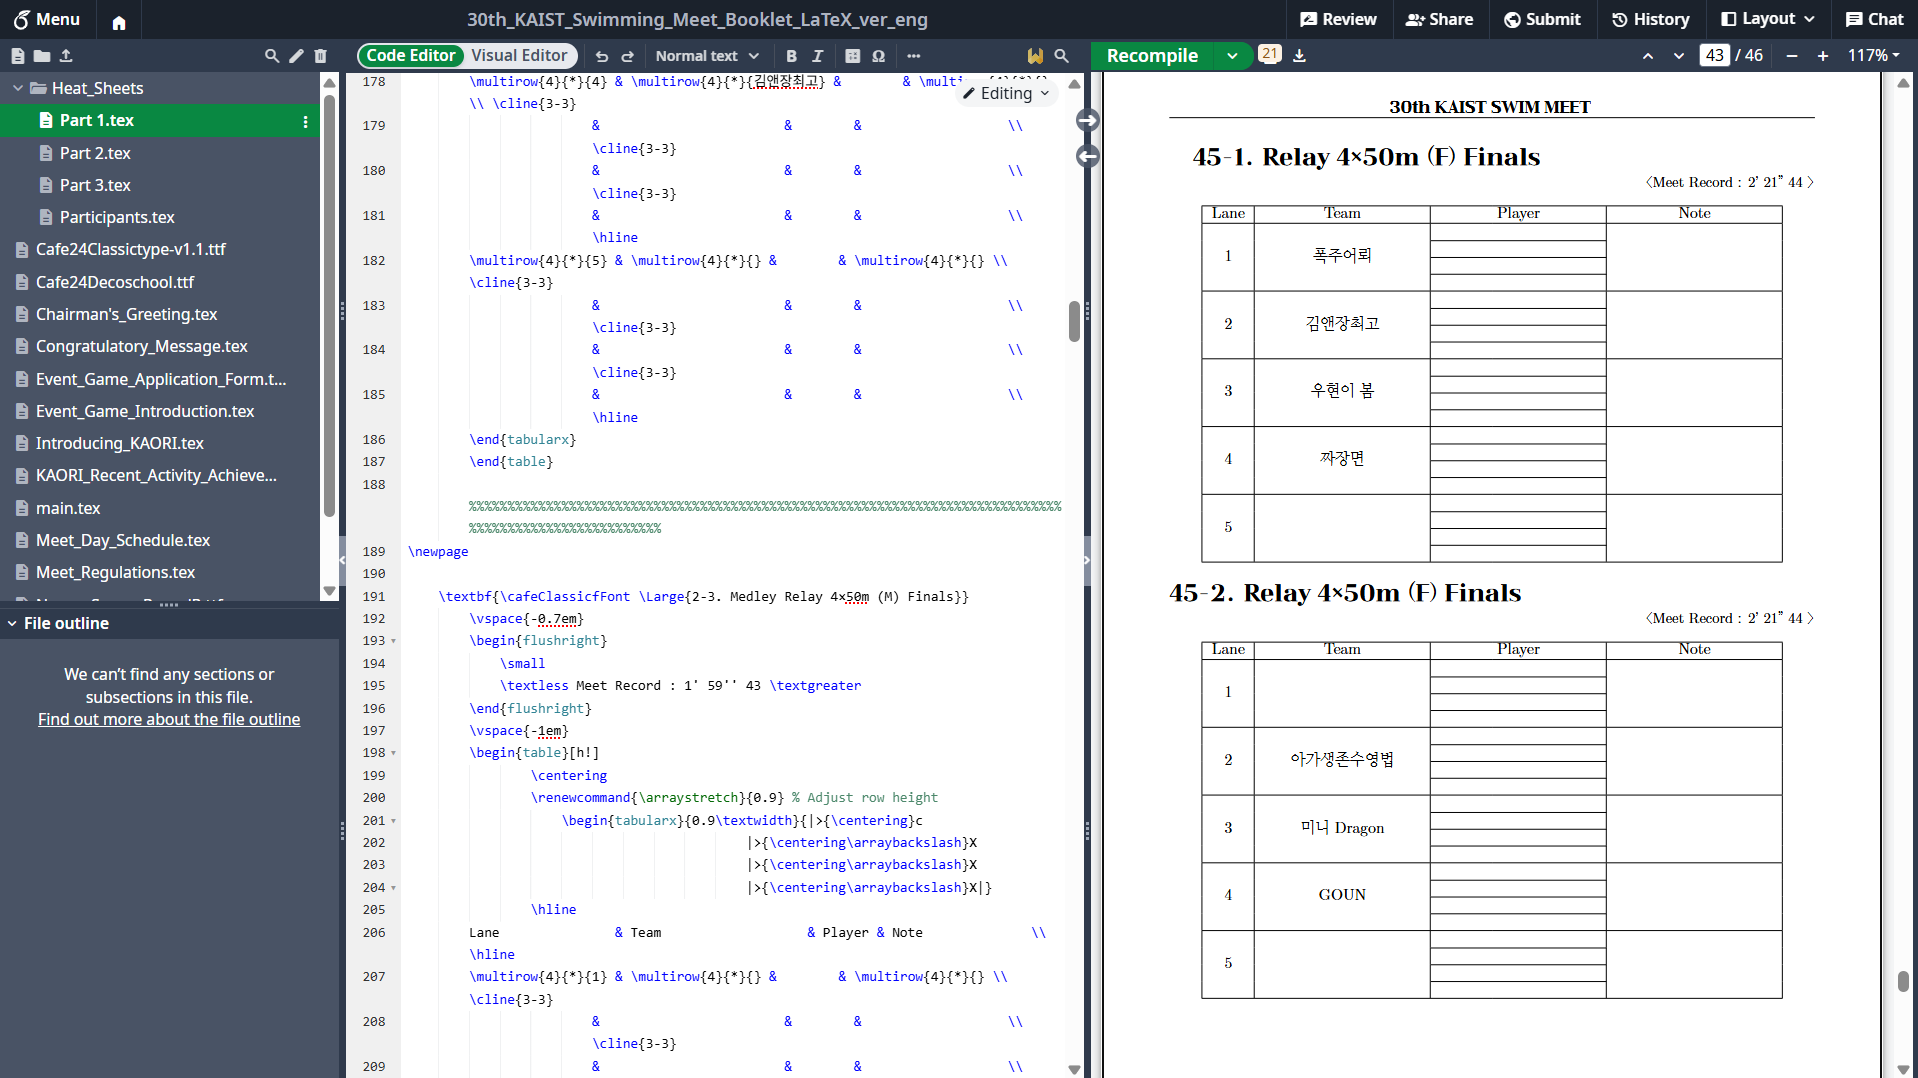 Menu
30th_KAIST_Swimming_Meet_Booklet_LaTeX_ver_eng
Review
Share
Submit
History
Layout
Chat
Code Editor
Visual Editor
Normal text
B
I
Ω
Recompile
21
43 / 46
117%
Heat_Sheets
Part 1.tex
Part 2.tex
Part 3.tex
Participants.tex
Cafe24Classictype-v1.1.ttf
Cafe24Decoschool.ttf
Chairman's_Greeting.tex
Congratulatory_Message.tex
Event_Game_Application_Form.t...
Event_Game_Introduction.tex
Introducing_KAORI.tex
KAORI_Recent_Activity_Achieve...
main.tex
Meet_Day_Schedule.tex
Meet_Regulations.tex
File outline
We can't find any sections or
subsections in this file.
Find out more about the file outline
Editing
178 \multirow{4}{*}{4} & \multirow{4}{*}{김앤장최고} & & \multirow{4}{*}{}
\\ \cline{3-3}
179 & & & \\
\cline{3-3}
180 & & & \\
\cline{3-3}
181 & & & \\
\hline
182 \multirow{4}{*}{5} & \multirow{4}{*}{} & & \multirow{4}{*}{} \\
\cline{3-3}
183 & & & \\
\cline{3-3}
184 & & & \\
\cline{3-3}
185 & & & \\
\hline
186 \end{tabularx}
187 \end{table}
188
%%%%%%%%%%%%%%%%%%%%%%%%%%%%%%%%%%%%%%%%%%%%%%%%%%%%%%%%%%%%%%%%%%%%%%%%%%%%%%%
%%%%%%%%%%%%%%%%%%%%%%%%%
189 \newpage
190
191 \textbf{\cafeClassicfFont \Large{2-3. Medley Relay 4×50m (M) Finals}}
192 \vspace{-0.7em}
193 \begin{flushright}
194 \small
195 \textless Meet Record : 1' 59'' 43 \textgreater
196 \end{flushright}
197 \vspace{-1em}
198 \begin{table}[h!]
199 \centering
200 \renewcommand{\arraystretch}{0.9} % Adjust row height
201 \begin{tabularx}{0.9\textwidth}{|>{\centering}c
202 |>{\centering\arraybackslash}X
203 |>{\centering\arraybackslash}X
204 |>{\centering\arraybackslash}X|}
205 \hline
206 Lane & Team & Player & Note \\
\hline
207 \multirow{4}{*}{1} & \multirow{4}{*}{} & & \multirow{4}{*}{} \\
\cline{3-3}
208 & & & \\
\cline{3-3}
209 & & & \\
30th KAIST SWIM MEET
45-1. Relay 4×50m (F) Finals
〈Meet Record : 2' 21" 44 〉
Lane Team Player Note
1 폭주어뢰
2 김앤장최고
3 우현이 봄
4 짜장면
5
45-2. Relay 4×50m (F) Finals
〈Meet Record : 2' 21" 44 〉
Lane Team Player Note
1
2 아가생존수영법
3 미니 Dragon
4 GOUN
5